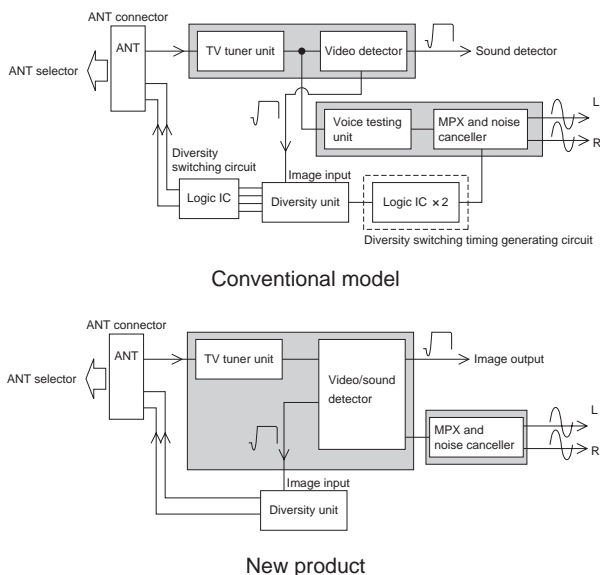 ANT connector
ANT
ANT selector
TV tuner unit
Video detector
Sound detector
Voice testing
unit
MPX and noise
canceller
L
R
Diversity
switching circuit
Image input
Logic IC
Diversity unit
Logic IC × 2
Diversity switching timing generating circuit
Conventional model
ANT connector
ANT
ANT selector
TV tuner unit
Video/sound
detector
Image output
MPX and
noise canceller
L
R
Image input
Diversity unit
New product